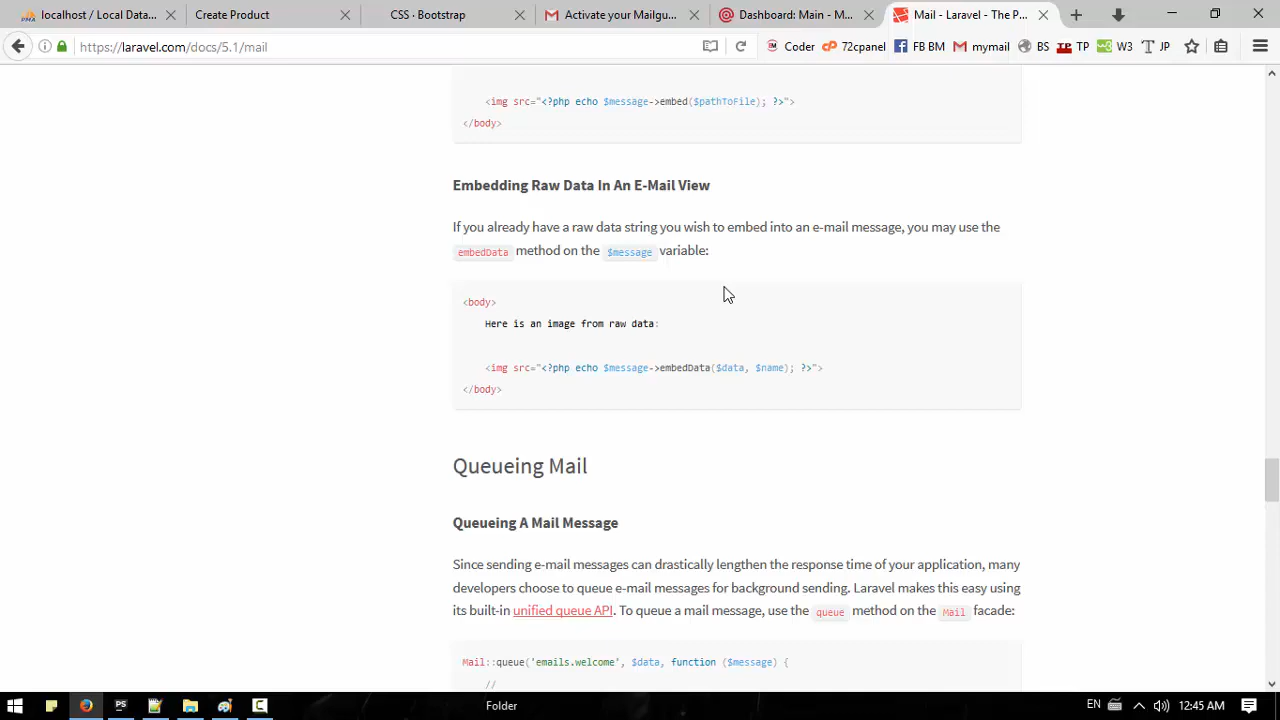 localhost / Local Data...
Create Product
CSS · Bootstrap
Activate your Mailgu...
Dashboard: Main - M...
Mail - Laravel - The P...
https://laravel.com/docs/5.1/mail
Coder
72cpanel
FB BM
mymail
BS
TP
W3
JP
<img src="<?php echo $message->embed($pathToFile); ?>">
</body>
Embedding Raw Data In An E-Mail View
If you already have a raw data string you wish to embed into an e-mail message, you may use the
embedData method on the $message variable:
<body>
Here is an image from raw data:
<img src="<?php echo $message->embedData($data, $name); ?>">
</body>
Queueing Mail
Queueing A Mail Message
Since sending e-mail messages can drastically lengthen the response time of your application, many
developers choose to queue e-mail messages for background sending. Laravel makes this easy using
its built-in unified queue API. To queue a mail message, use the queue method on the Mail facade:
Mail::queue('emails.welcome', $data, function ($message) {
//
Folder
EN
12:45 AM